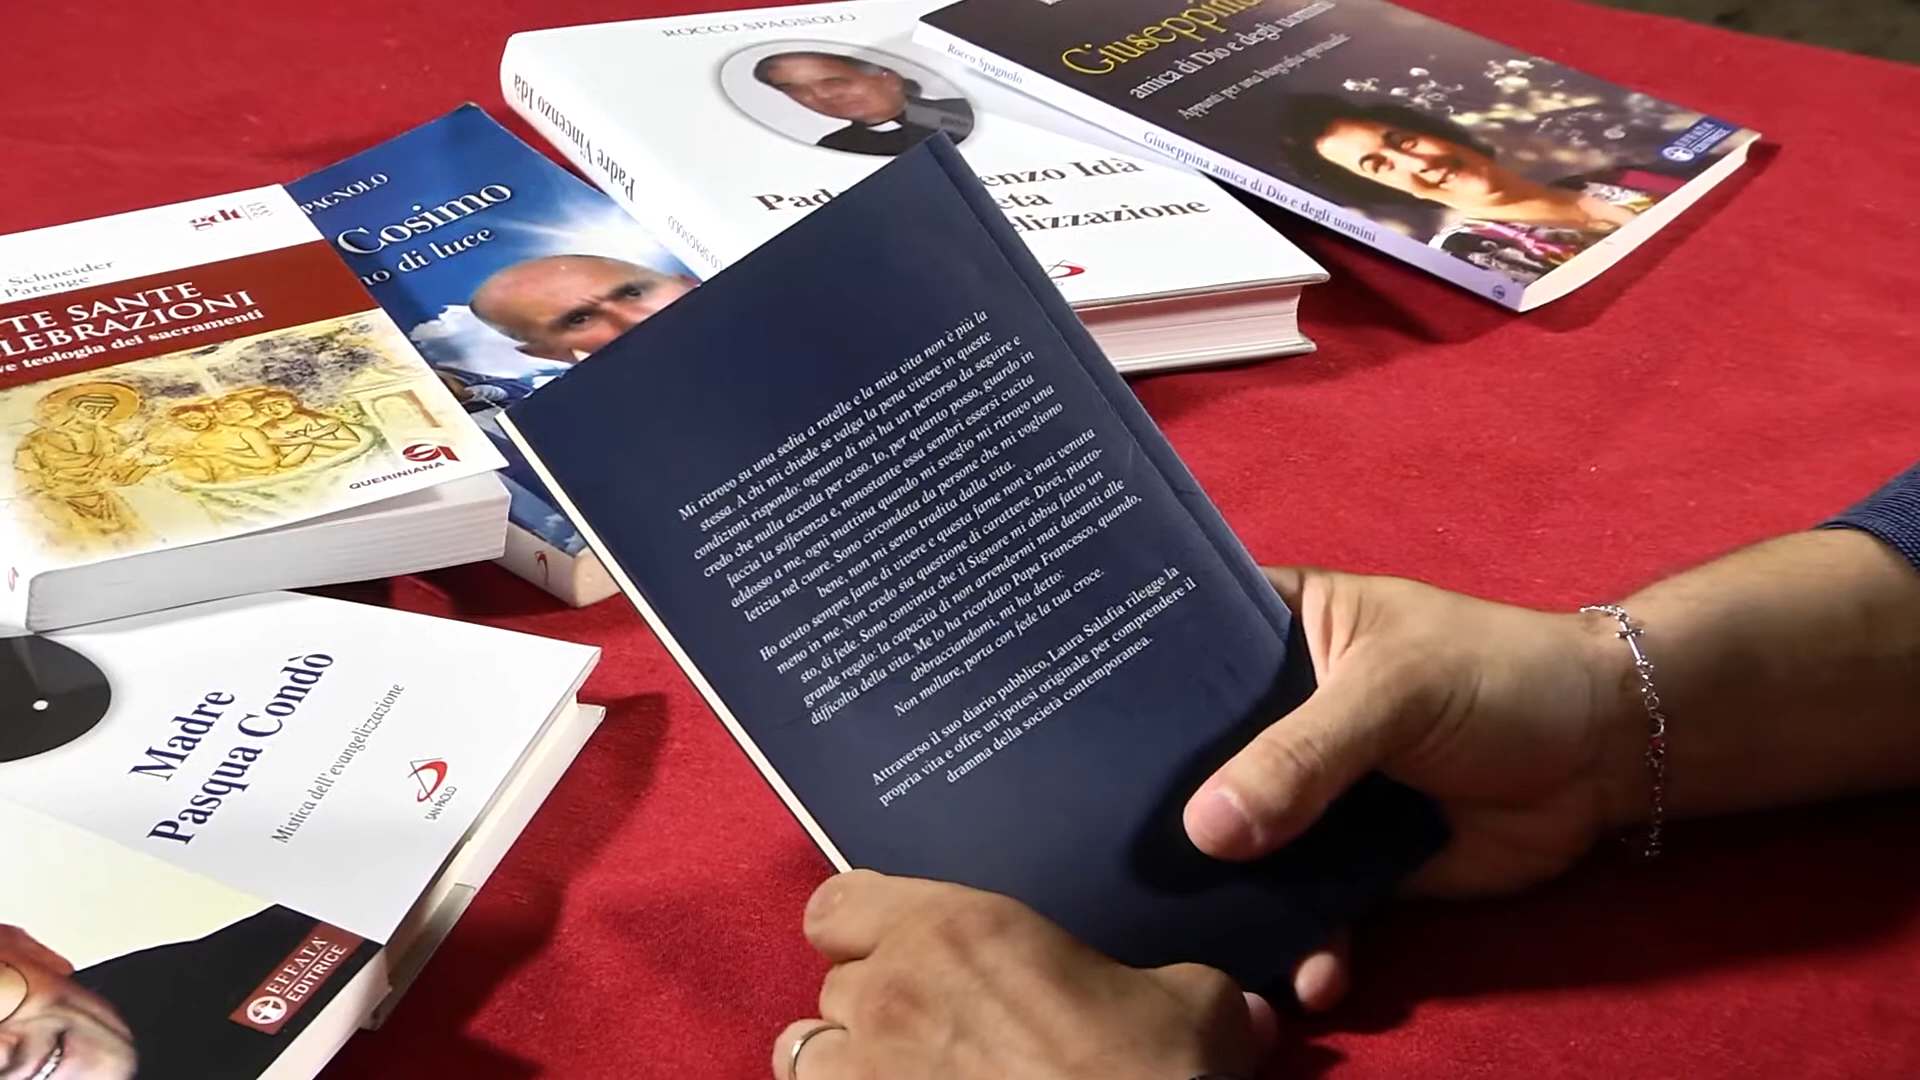 ROCCO SPAGNOLO
Padre Vincenzo Idà
enzo Idà
eta
elizzazione
Giuseppina
amica di Dio e degli uomini
Appunti per una biografia spirituale
Rocco Spagnolo
Giuseppina amica di Dio e degli uomini
EFFATA'
EDITRICE
PAGNOLO
Cosimo
no di luce
gdt
Schneider
Patenge
TTE SANTE
LEBRAZIONI
ve teologia dei sacramenti
QUERINIANA
Madre
Pasqua Condò
Mistica dell'evangelizzazione
SAN PAOLO
EFFATA'
EDITRICE
Mi ritrovo su una sedia a rotelle e la mia vita non è più la
stessa. A chi mi chiede se valga la pena vivere in queste
condizioni rispondo: ognuno di noi ha un percorso da seguire e
credo che nulla accada per caso. Io, per quanto posso, guardo in
faccia la sofferenza e, nonostante essa sembri essersi cucita
addosso a me, ogni mattina quando mi sveglio mi ritrovo una
letizia nel cuore. Sono circondata da persone che mi vogliono
bene, non mi sento tradita dalla vita.
Ho avuto sempre fame di vivere e questa fame non è mai venuta
meno in me. Non credo sia questione di carattere. Direi, piutto-
sto, di fede. Sono convinta che il Signore mi abbia fatto un
grande regalo: la capacità di non arrendermi mai davanti alle
difficoltà della vita. Me lo ha ricordato Papa Francesco, quando,
abbracciandomi, mi ha detto:
Non mollare, porta con fede la tua croce.
Attraverso il suo diario pubblico, Laura Salafia rilegge la
propria vita e offre un'ipotesi originale per comprendere il
dramma della società contemporanea.